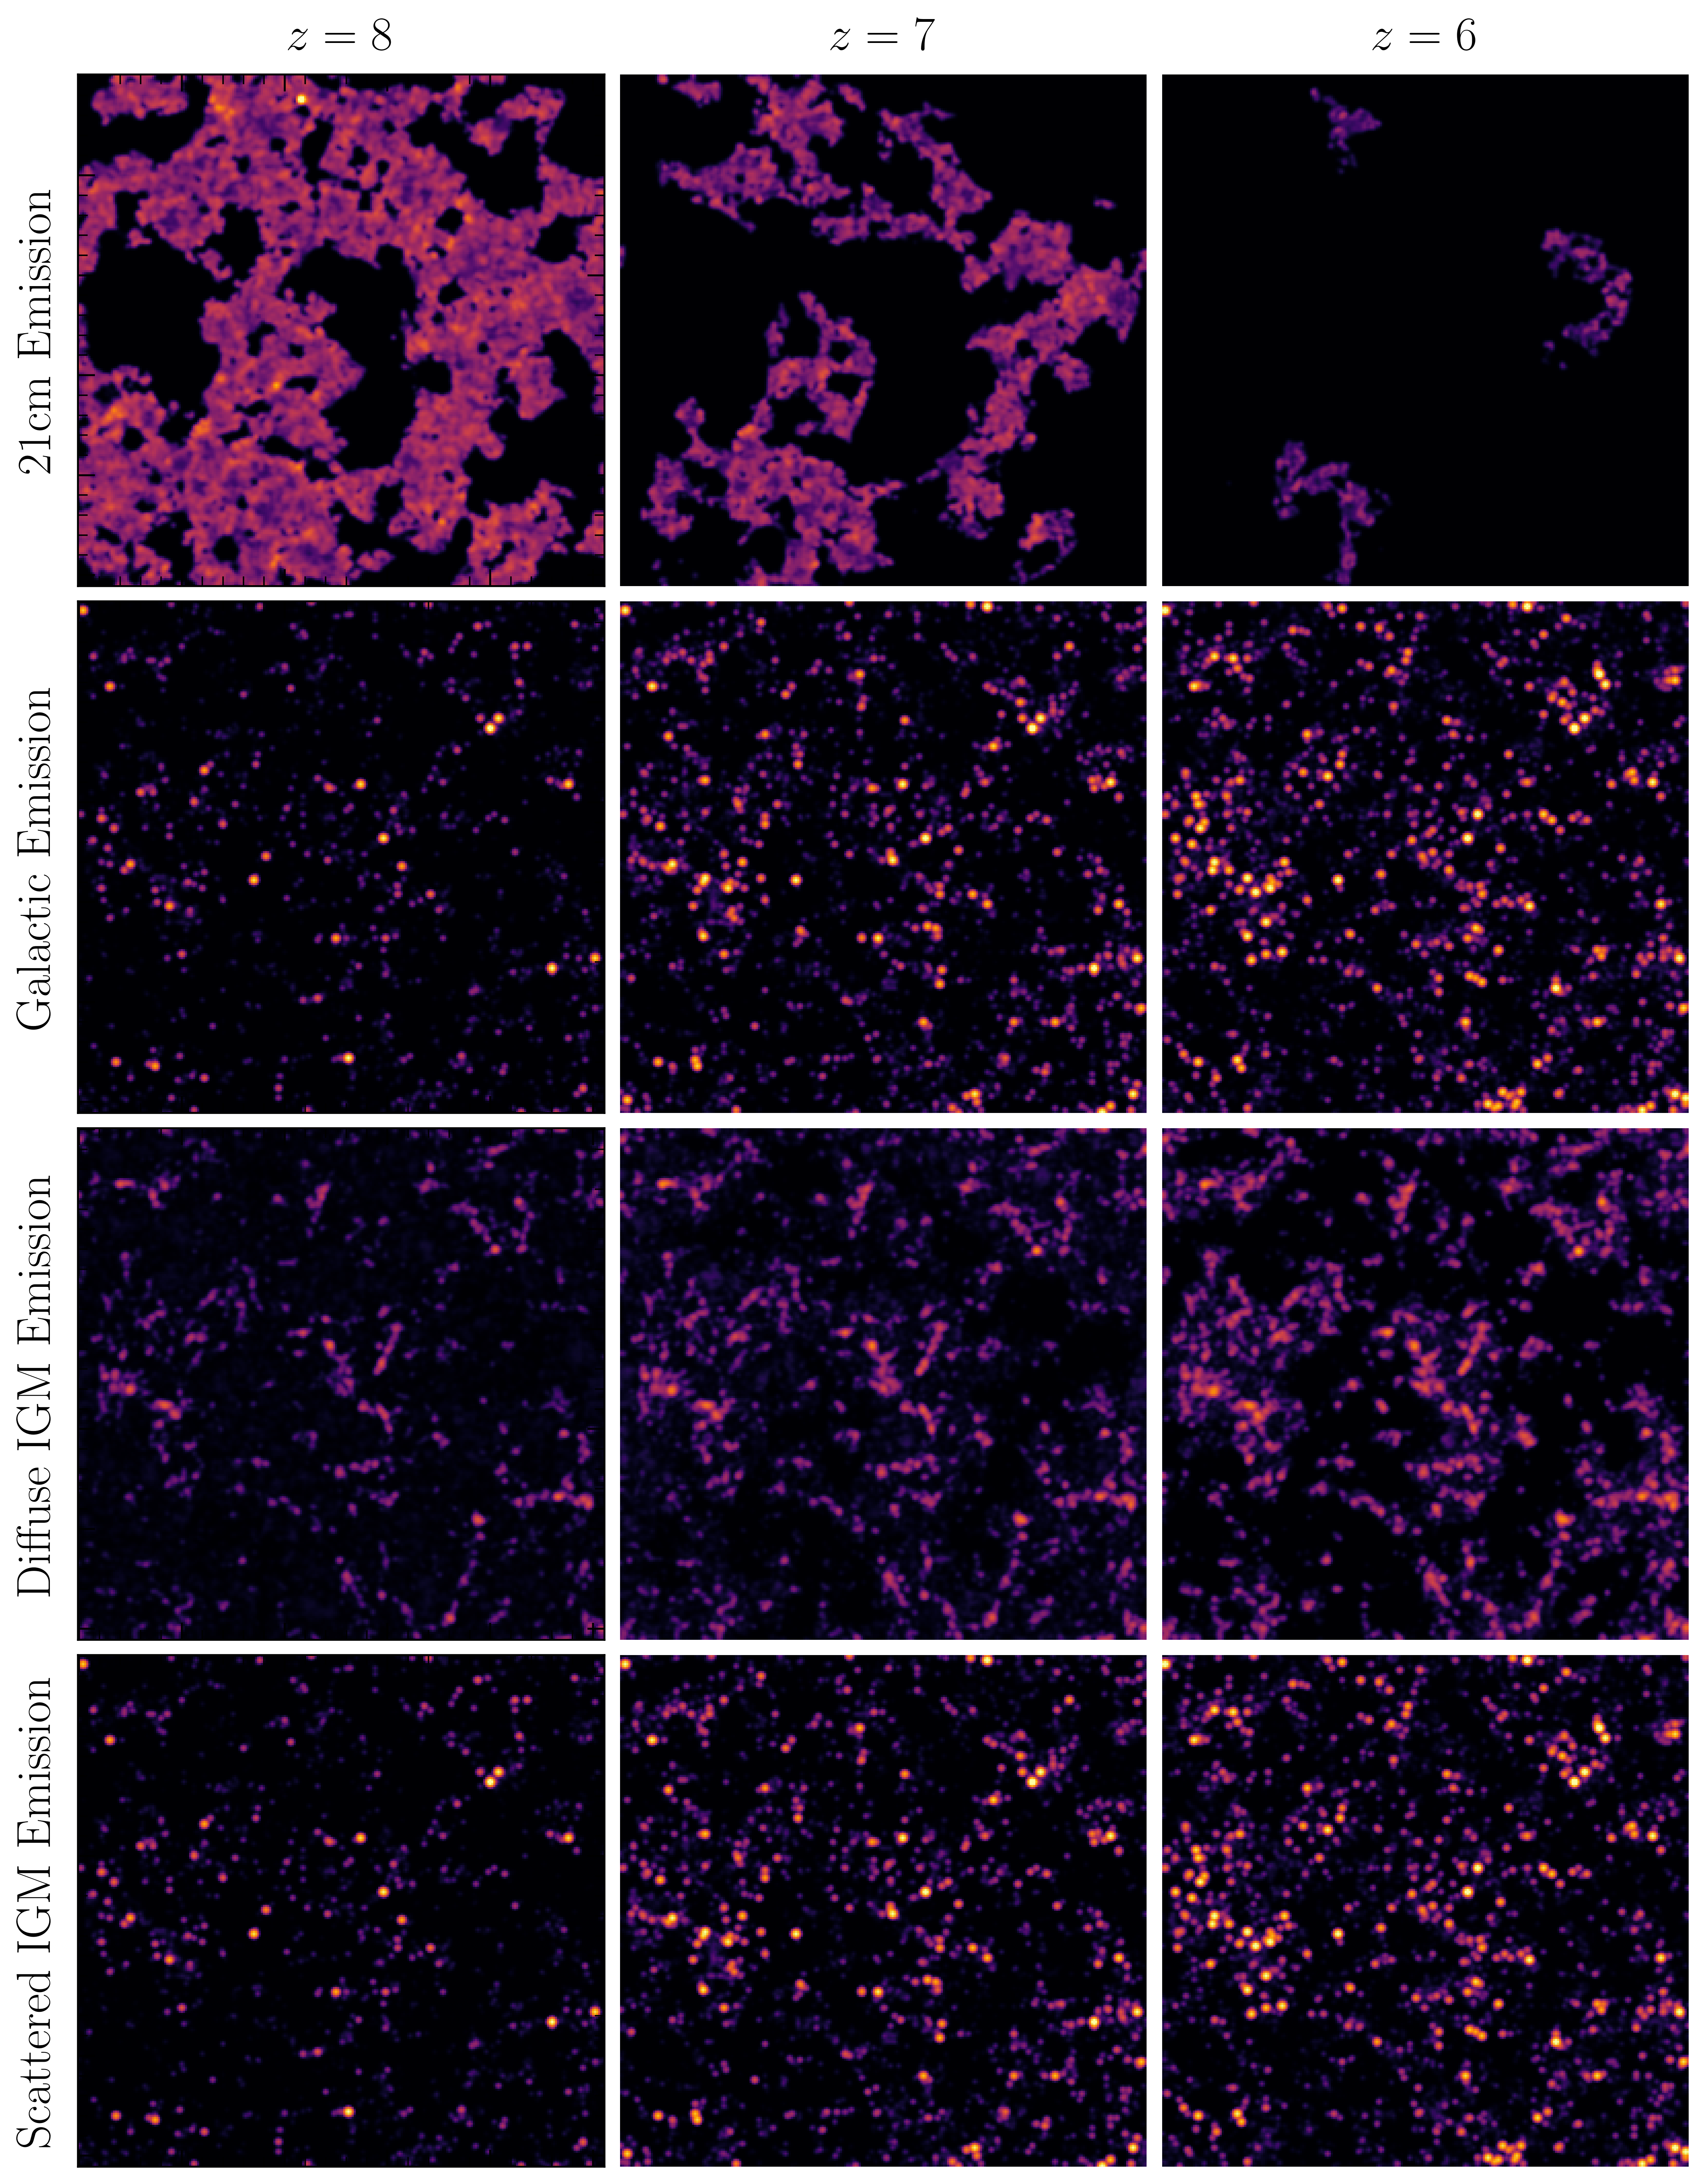 z = 8
z = 7
z = 6
21cm Emission
Galactic Emission
Diffuse IGM Emission
Scattered IGM Emission